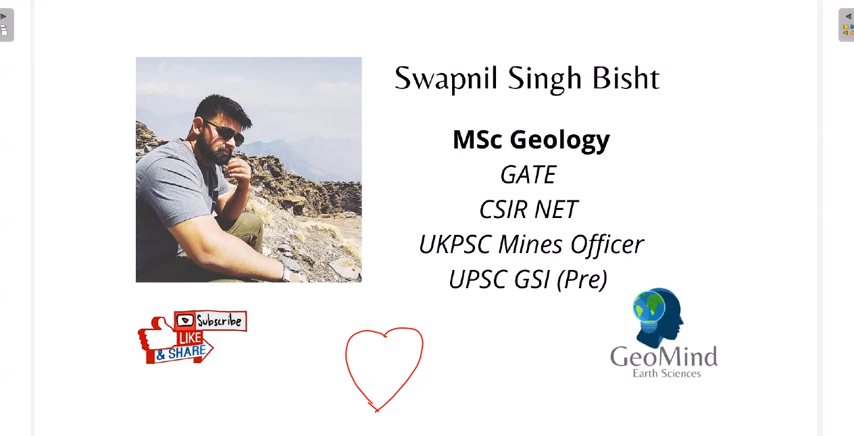 Swapnil Singh Bisht
MSc Geology
GATE
CSIR NET
UKPSC Mines Officer
UPSC GSI (Pre)
Subscribe
LIKE
& SHARE
GeoMind
Earth Sciences